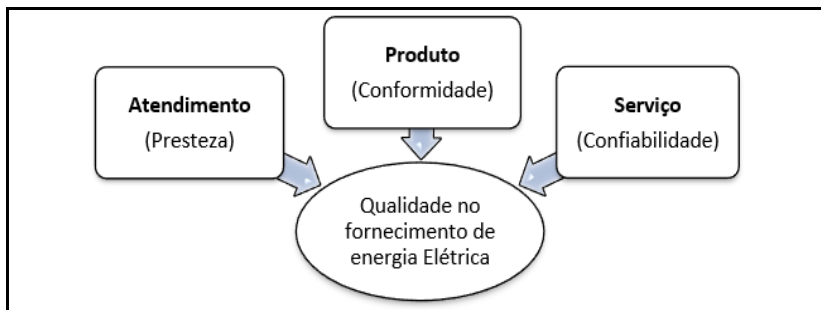 Atendimento
(Presteza)
Produto
(Conformidade)
Serviço
(Confiabilidade)
Qualidade no
fornecimento de
energia Elétrica